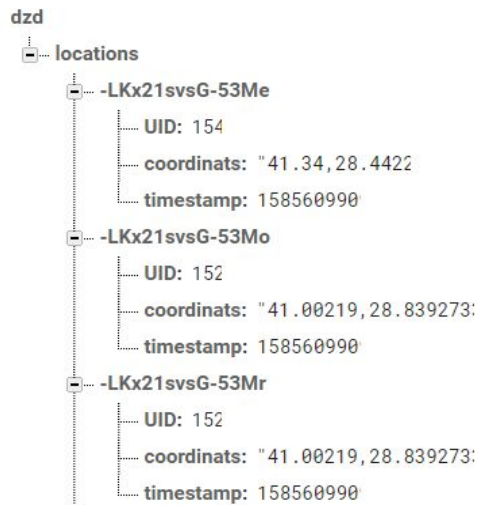 dzd
locations
-LKx21svsG-53Me
UID: 154
coordinats: "41.34,28.4422
timestamp: 158560990
-LKx21svsG-53Mo
UID: 152
coordinats: "41.00219,28.839273
timestamp: 158560990
-LKx21svsG-53Mr
UID: 152
coordinats: "41.00219,28.839273
timestamp: 158560990